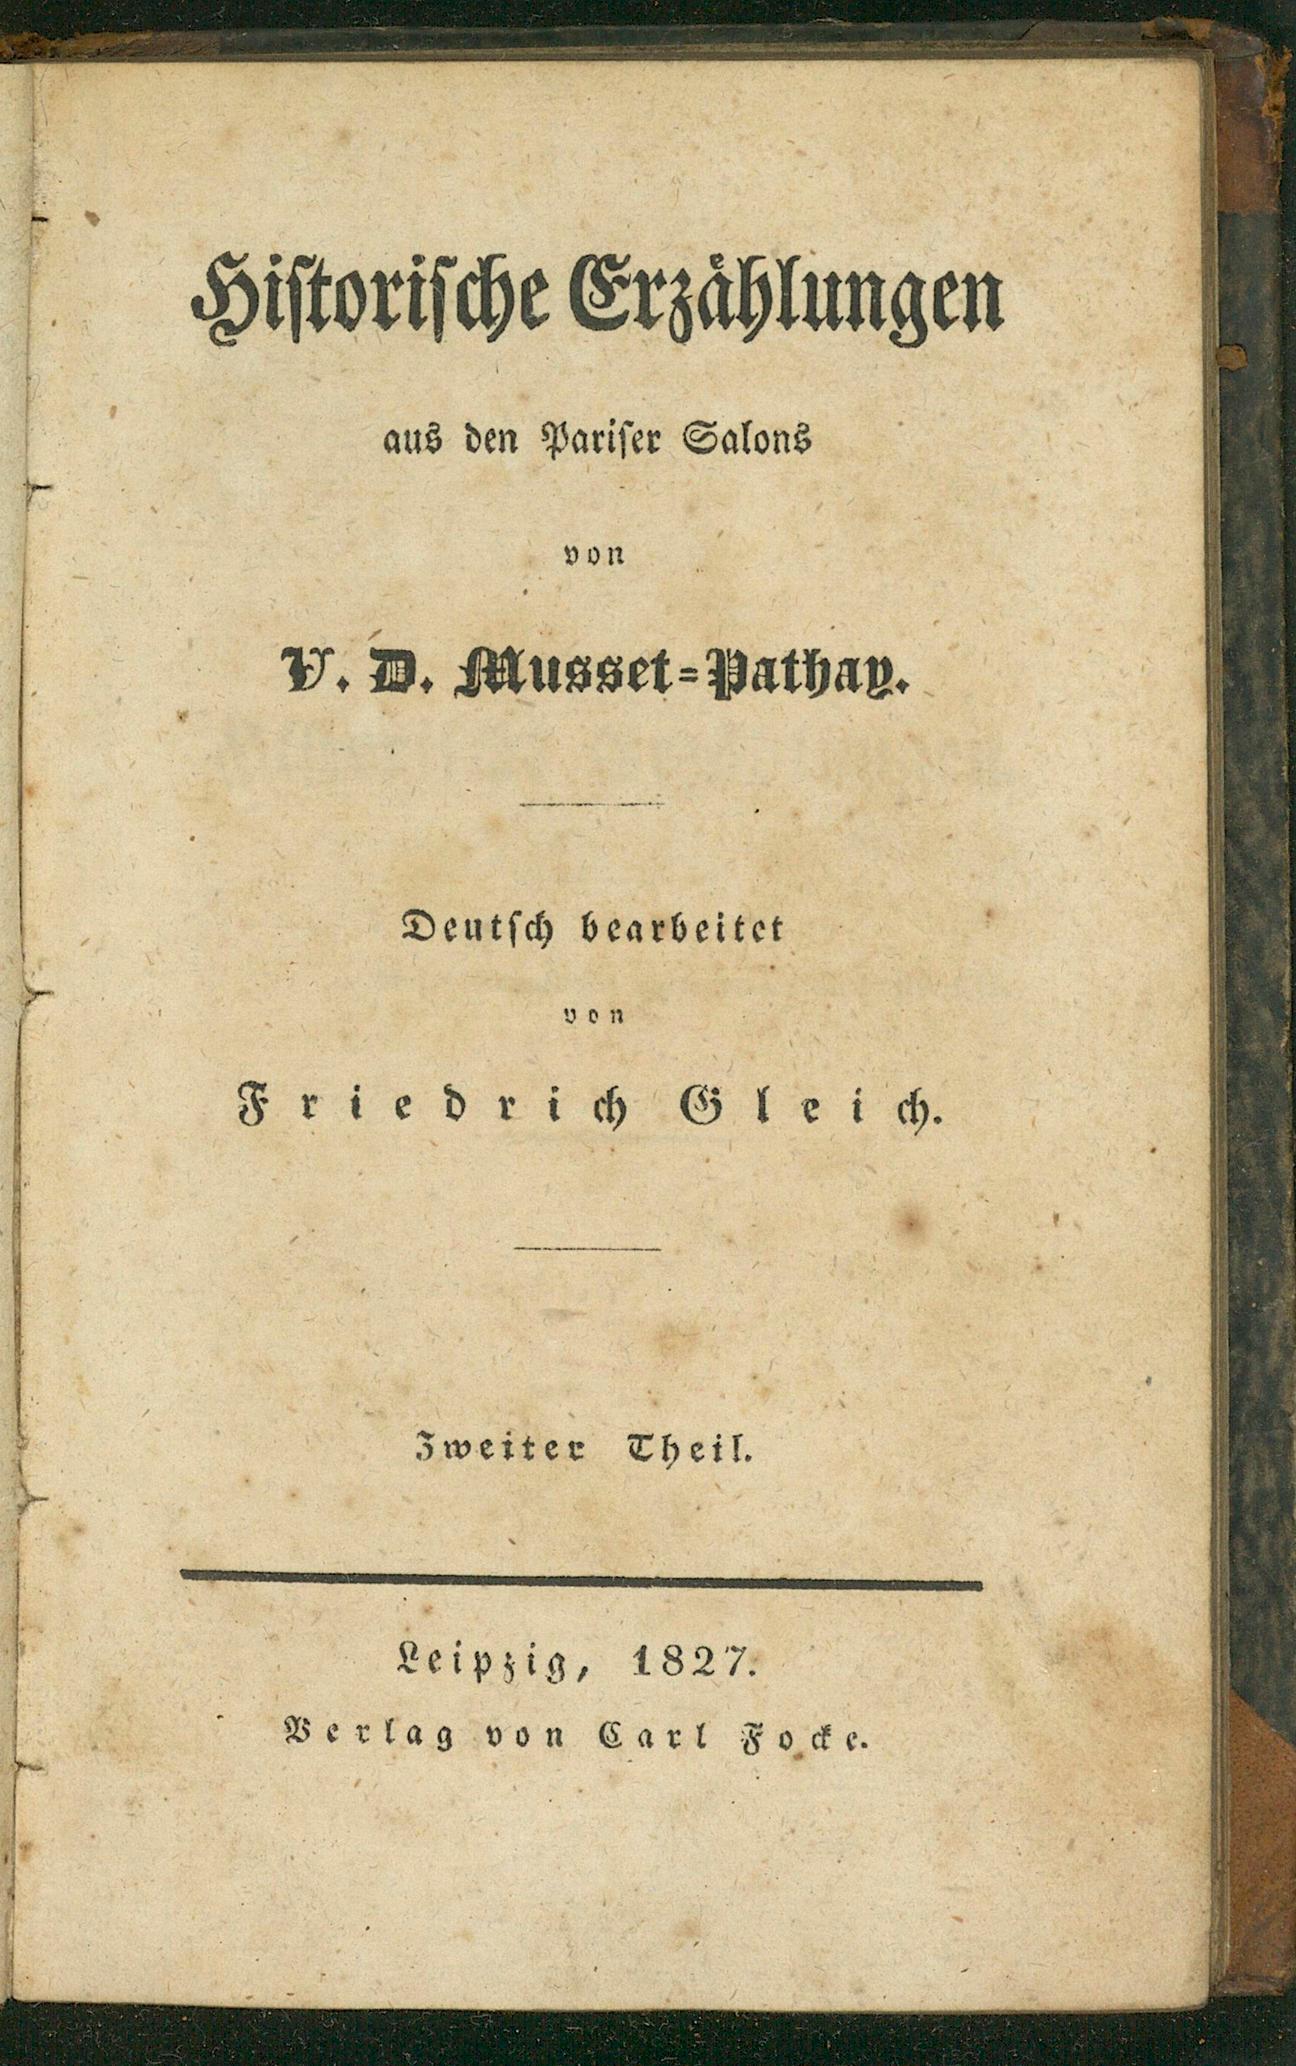 Historische Erzählungen
aus den Pariser Salons
von
V. D. Musset=Pathay.
Deutsch bearbeitet
von
Friedrich Gleich.
Zweiter Theil.
Leipzig, 1827.
Verlag von Carl Focke.